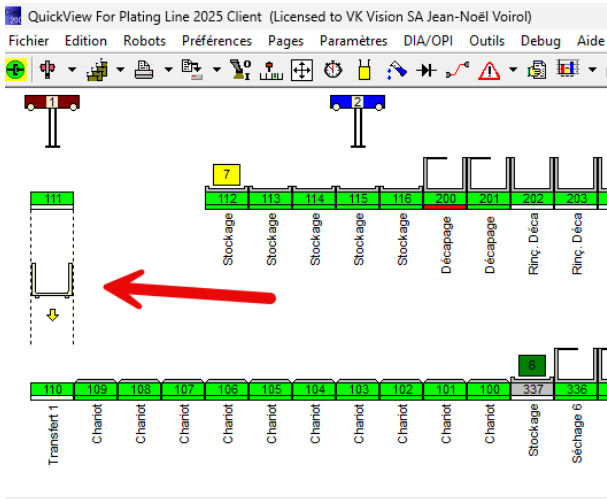 QuickView For Plating Line 2025 Client (Licensed to VK Vision SA Jean-Noël Voirol)
Fichier Edition Robots Préférences Pages Paramètres DIA/OPI Outils Debug Aide
1 2
7
111 112 113 114 115 116 200 201 202 203
Stockage Stockage Stockage Stockage Stockage Décapage Décapage Rinç. Déca Rinç. Déca
6
110 109 108 107 106 105 104 103 102 101 100 337 336
Transfert 1 Chariot Chariot Chariot Chariot Chariot Chariot Chariot Chariot Chariot Chariot Stockage Séchage 6